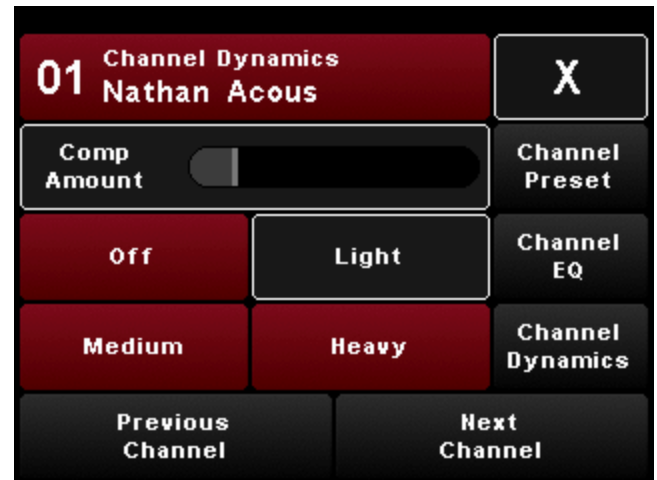 01 Channel Dynamics
Nathan Acous
X
Comp
Amount
Channel
Preset
Off
Light
Channel
EQ
Medium
Heavy
Channel
Dynamics
Previous
Channel
Next
Channel